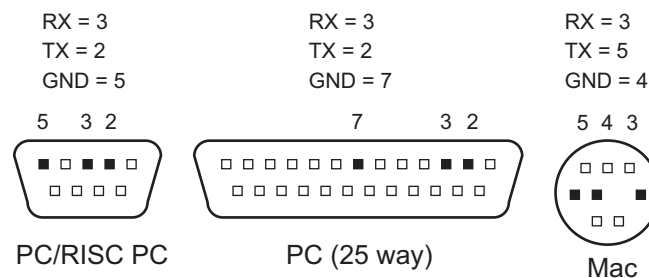 RX = 3
TX = 2
GND = 5
5 3 2
PC/RISC PC
RX = 3
TX = 2
GND = 7
7 3 2
PC (25 way)
RX = 3
TX = 5
GND = 4
5 4 3
Mac